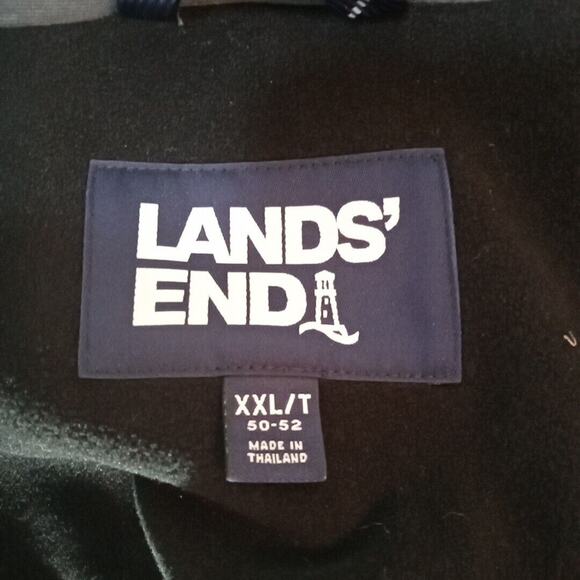 LANDS'
END
XXL/T
50-52
MADE IN
THAILAND